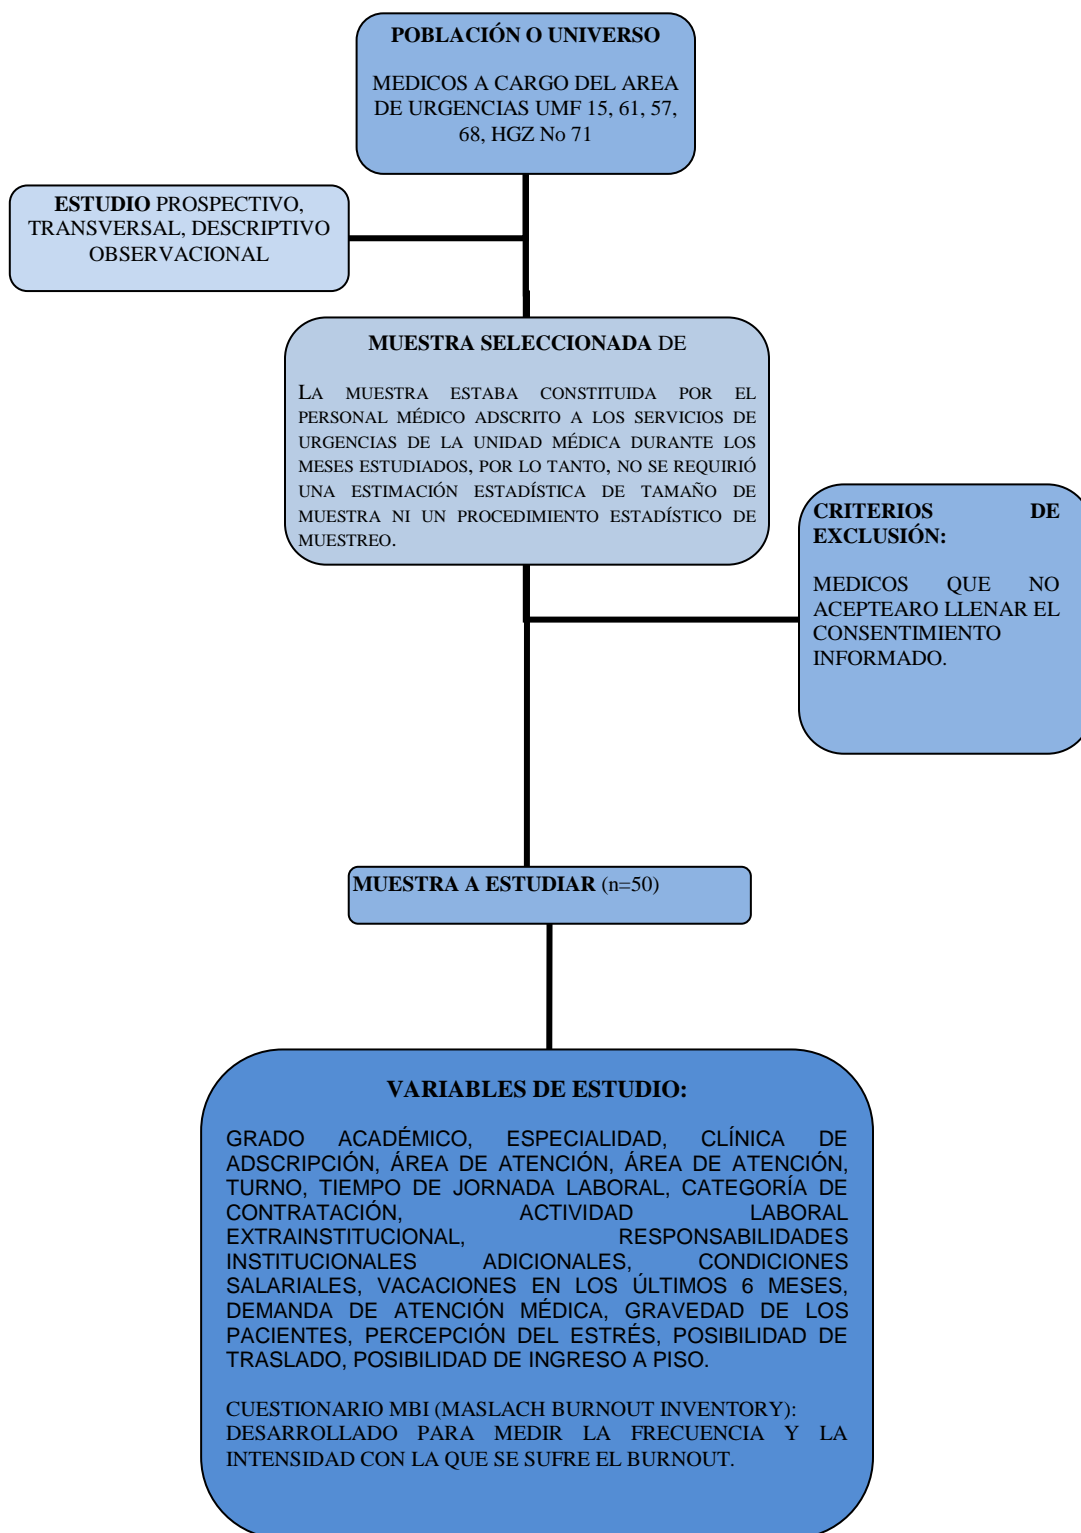 POBLACIÓN O UNIVERSO
MEDICOS A CARGO DEL AREA
DE URGENCIAS UMF 15, 61, 57,
68, HGZ No 71
ESTUDIO PROSPECTIVO,
TRANSVERSAL, DESCRIPTIVO
OBSERVACIONAL
MUESTRA SELECCIONADA DE
LA MUESTRA ESTABA CONSTITUIDA POR EL
PERSONAL MÉDICO ADSCRITO A LOS SERVICIOS DE
URGENCIAS DE LA UNIDAD MÉDICA DURANTE LOS
MESES ESTUDIADOS, POR LO TANTO, NO SE REQUIRIÓ
UNA ESTIMACIÓN ESTADÍSTICA DE TAMAÑO DE
MUESTRA NI UN PROCEDIMIENTO ESTADÍSTICO DE
MUESTREO.
CRITERIOS DE
EXCLUSIÓN:
MEDICOS QUE NO
ACEPTEARO LLENAR EL
CONSENTIMIENTO
INFORMADO.
MUESTRA A ESTUDIAR (n=50)
VARIABLES DE ESTUDIO:
GRADO ACADÉMICO, ESPECIALIDAD, CLÍNICA DE
ADSCRIPCIÓN, ÁREA DE ATENCIÓN, ÁREA DE ATENCIÓN,
TURNO, TIEMPO DE JORNADA LABORAL, CATEGORÍA DE
CONTRATACIÓN, ACTIVIDAD LABORAL
EXTRAINSTITUCIONAL, RESPONSABILIDADES
INSTITUCIONALES ADICIONALES, CONDICIONES
SALARIALES, VACACIONES EN LOS ÚLTIMOS 6 MESES,
DEMANDA DE ATENCIÓN MÉDICA, GRAVEDAD DE LOS
PACIENTES, PERCEPCIÓN DEL ESTRÉS, POSIBILIDAD DE
TRASLADO, POSIBILIDAD DE INGRESO A PISO.
CUESTIONARIO MBI (MASLACH BURNOUT INVENTORY):
DESARROLLADO PARA MEDIR LA FRECUENCIA Y LA
INTENSIDAD CON LA QUE SE SUFRE EL BURNOUT.